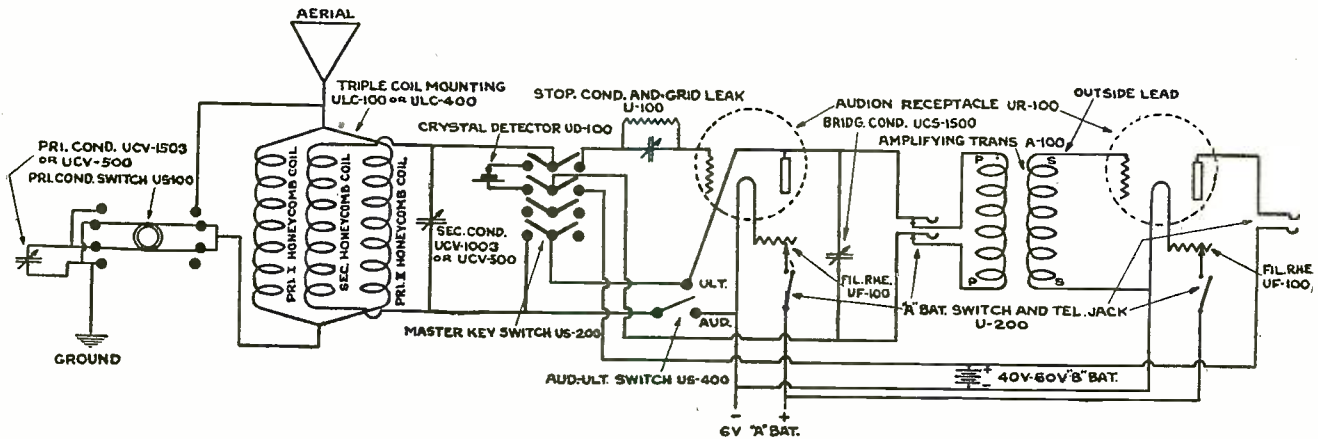 AERIAL
TRIPLE COIL MOUNTING
ULC-100 OR ULC-400
STOP. COND. AND GRID LEAK
U-100
AUDION RECEPTACLE UR-100
OUTSIDE LEAD
BRIDG. COND. UCS-1500
CRYSTAL DETECTOR UD-100
AMPLIFYING TRANS A-100
PRI. COND. UCV-1503
OR UCV-500
PRI. COND. SWITCH US-100
P
S
PRI. I HONEYCOMB COIL
SEC. HONEYCOMB COIL
PRI. II HONEYCOMB COIL
SEC. COND.
UCV-1003
OR UCV-500
P
S
ULT.
FIL. RHE.
UF-100
FIL. RHE.
UF-100
AUD.
"A" BAT. SWITCH AND TEL. JACK
U-200
MASTER KEY SWITCH US-200
GROUND
AUD-ULT. SWITCH US-400
+
-
40V-60V "B" BAT.
- +
6V "A" BAT.